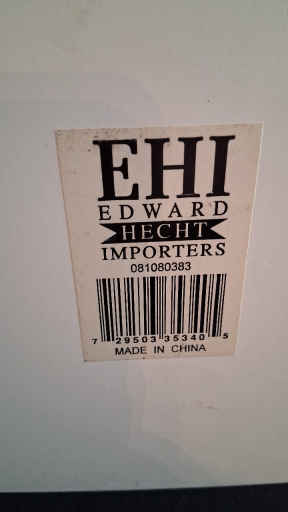 EHI
EDWARD
HECHT
IMPORTERS
081080383
7 29503 35340 5
MADE IN CHINA